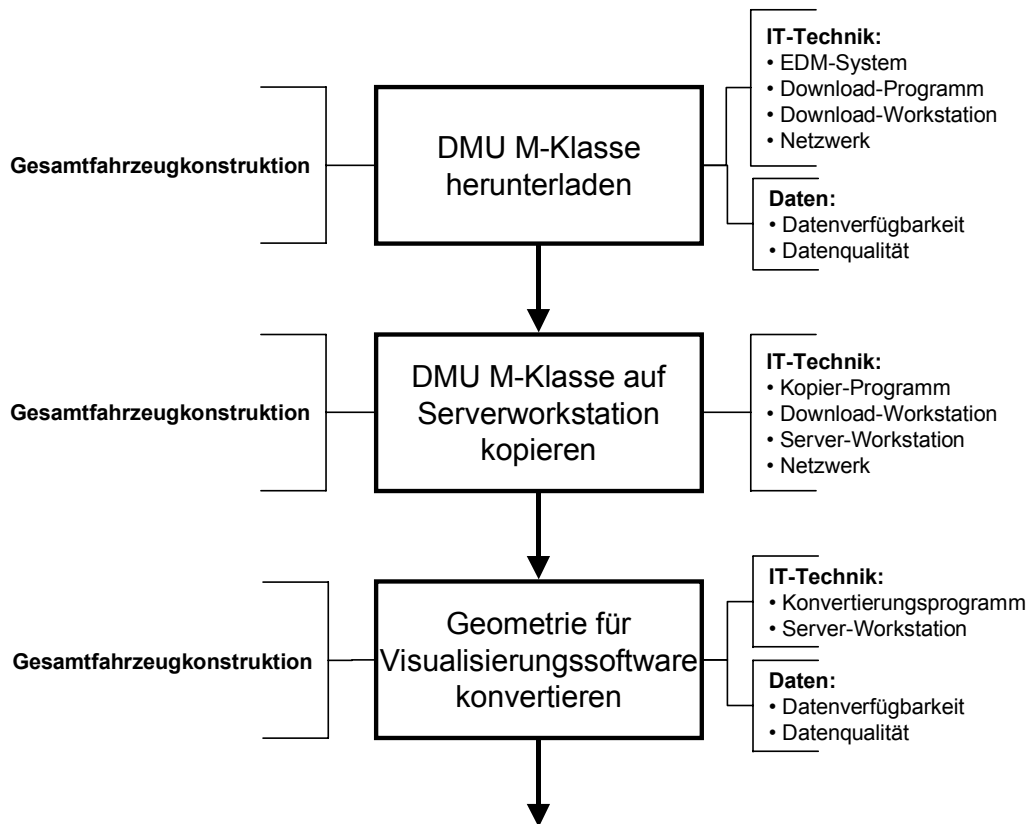 Gesamtfahrzeugkonstruktion
DMU M-Klasse
herunterladen
IT-Technik:
• EDM-System
• Download-Programm
• Download-Workstation
• Netzwerk
Daten:
• Datenverfügbarkeit
• Datenqualität
Gesamtfahrzeugkonstruktion
DMU M-Klasse auf
Serverworkstation
kopieren
IT-Technik:
• Kopier-Programm
• Download-Workstation
• Server-Workstation
• Netzwerk
Gesamtfahrzeugkonstruktion
Geometrie für
Visualisierungssoftware
konvertieren
IT-Technik:
• Konvertierungsprogramm
• Server-Workstation
Daten:
• Datenverfügbarkeit
• Datenqualität